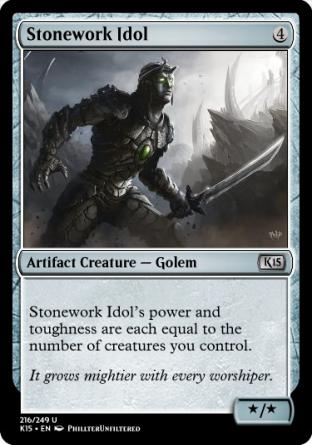 Stonework Idol 4
Artifact Creature — Golem K15
Stonework Idol's power and
toughness are each equal to the
number of creatures you control.
It grows mightier with every worshiper.
216/249 U
K15 • EN PhillterUnfiltered
★/★